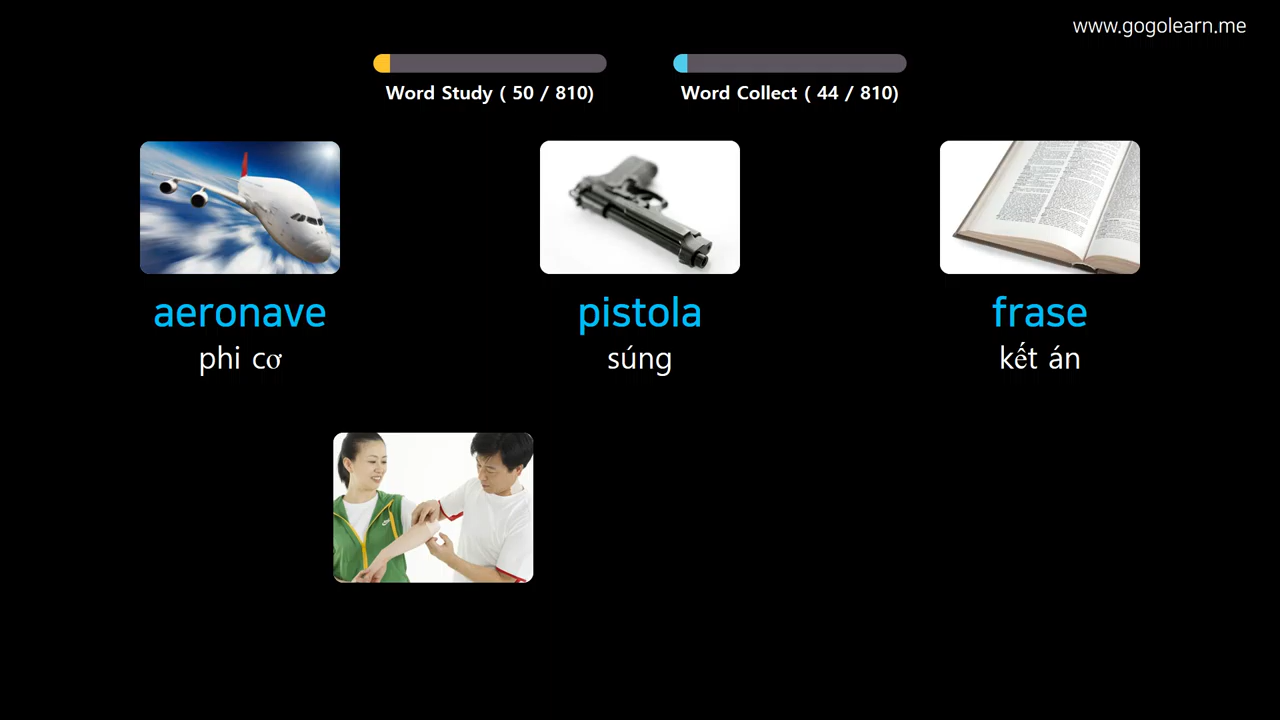 www.gogolearn.me
Word Study ( 50 / 810)
Word Collect ( 44 / 810)
aeronave
pistola
frase
phi cơ
súng
kết án